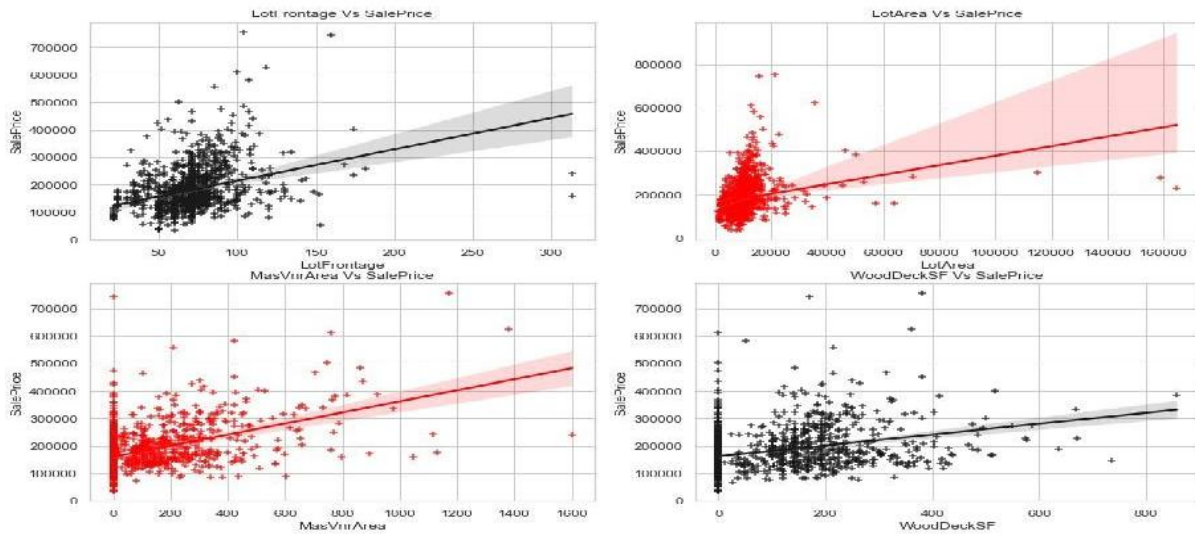 LotFrontage Vs SalePrice
700000
600000
500000
400000
300000
200000
100000
0
SalePrice
50 100 150 200 250 300
LotFrontage
LotArea Vs SalePrice
800000
600000
400000
200000
0
SalePrice
0 20000 40000 60000 80000 100000 120000 140000 160000
LotArea
MasVnrArea Vs SalePrice
700000
600000
500000
400000
300000
200000
100000
0
SalePrice
0 200 400 600 800 1000 1200 1400 1600
MasVnrArea
WoodDeckSF Vs SalePrice
700000
600000
500000
400000
300000
200000
100000
0
SalePrice
0 200 400 600 800
WoodDeckSF